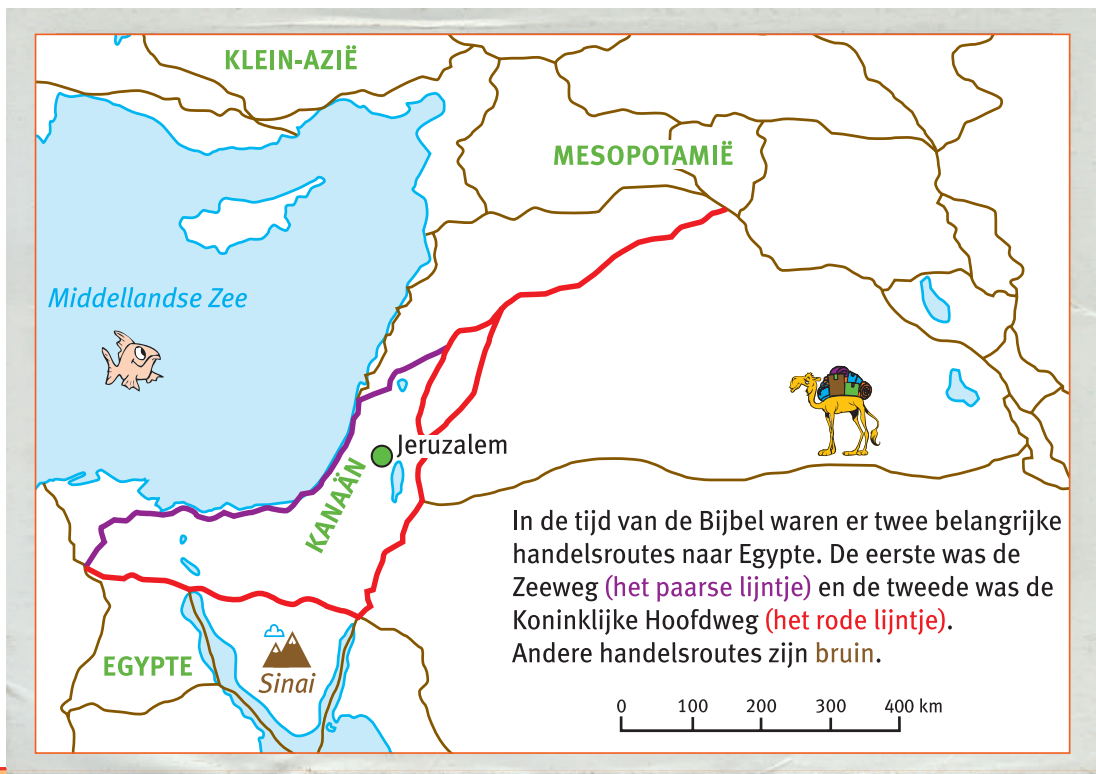 KLEIN-AZIË
MESOPOTAMIË
Middellandse Zee
Jeruzalem
KANAÄN
In de tijd van de Bijbel waren er twee belangrijke
handelsroutes naar Egypte. De eerste was de
Zeeweg (het paarse lijntje) en de tweede was de
Koninklijke Hoofdweg (het rode lijntje).
Andere handelsroutes zijn bruin.
EGYPTE
Sinai
0 100 200 300 400 km